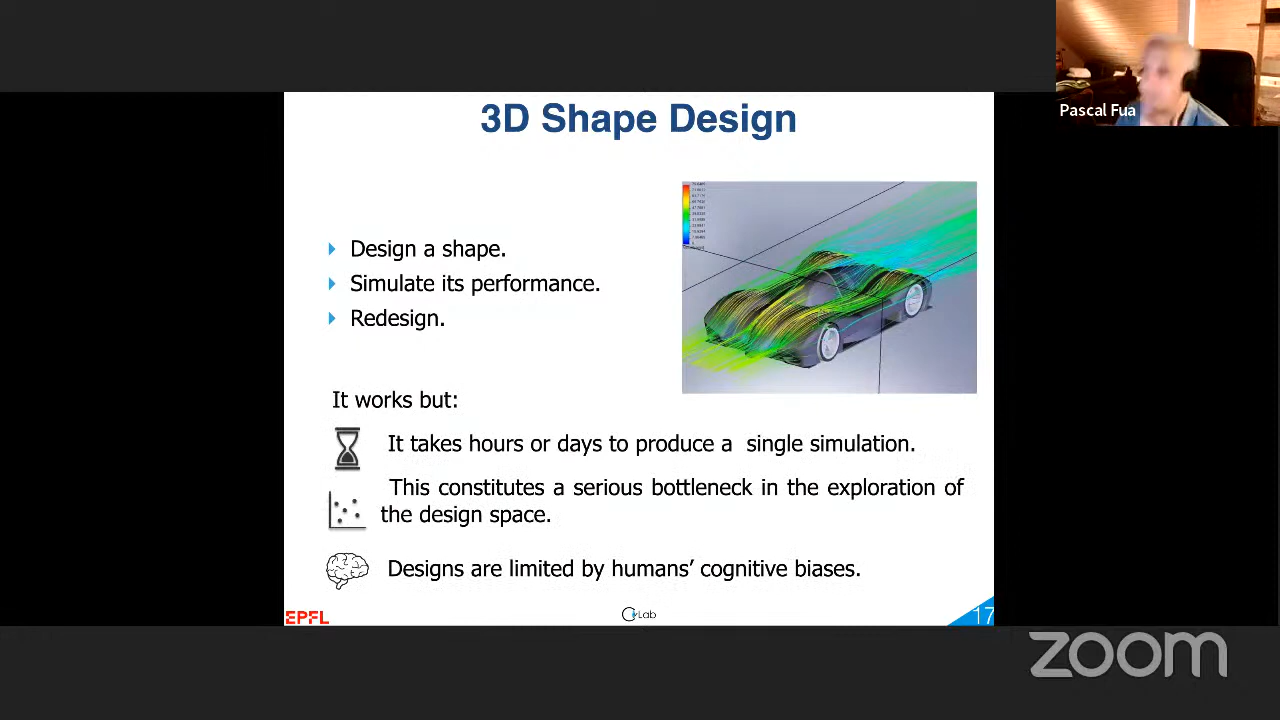 Pascal Fua
3D Shape Design
Design a shape.
Simulate its performance.
Redesign.
It works but:
It takes hours or days to produce a single simulation.
This constitutes a serious bottleneck in the exploration of
the design space.
Designs are limited by humans’ cognitive biases.
EPFL
CvLab
17
zoom